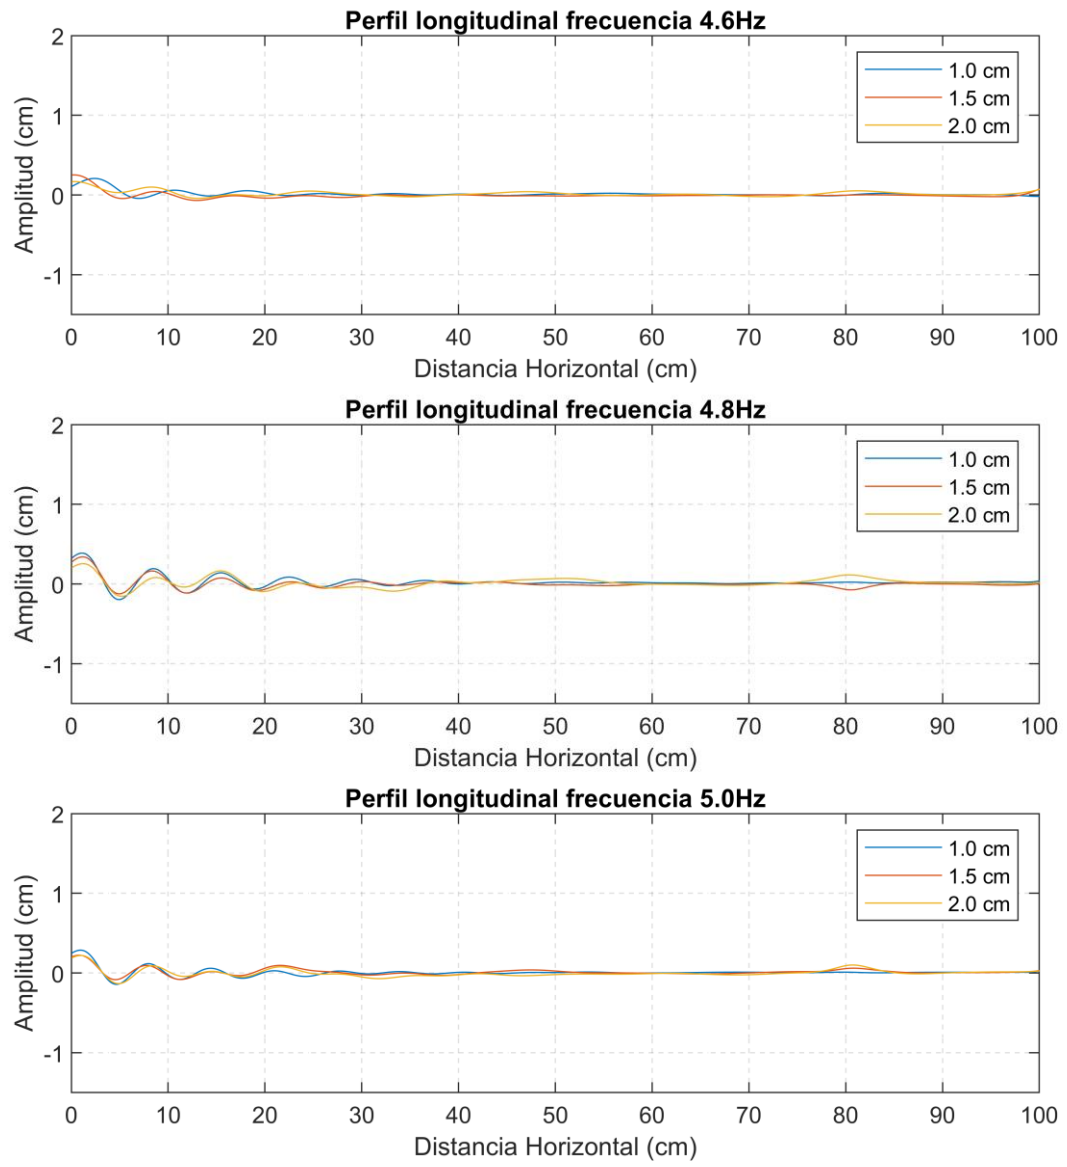 Perfil longitudinal frecuencia 4.6Hz
2
1
0
-1
Amplitud (cm)
1.0 cm
1.5 cm
2.0 cm
0 10 20 30 40 50 60 70 80 90 100
Distancia Horizontal (cm)
Perfil longitudinal frecuencia 4.8Hz
2
1
0
-1
Amplitud (cm)
1.0 cm
1.5 cm
2.0 cm
0 10 20 30 40 50 60 70 80 90 100
Distancia Horizontal (cm)
Perfil longitudinal frecuencia 5.0Hz
2
1
0
-1
Amplitud (cm)
1.0 cm
1.5 cm
2.0 cm
0 10 20 30 40 50 60 70 80 90 100
Distancia Horizontal (cm)